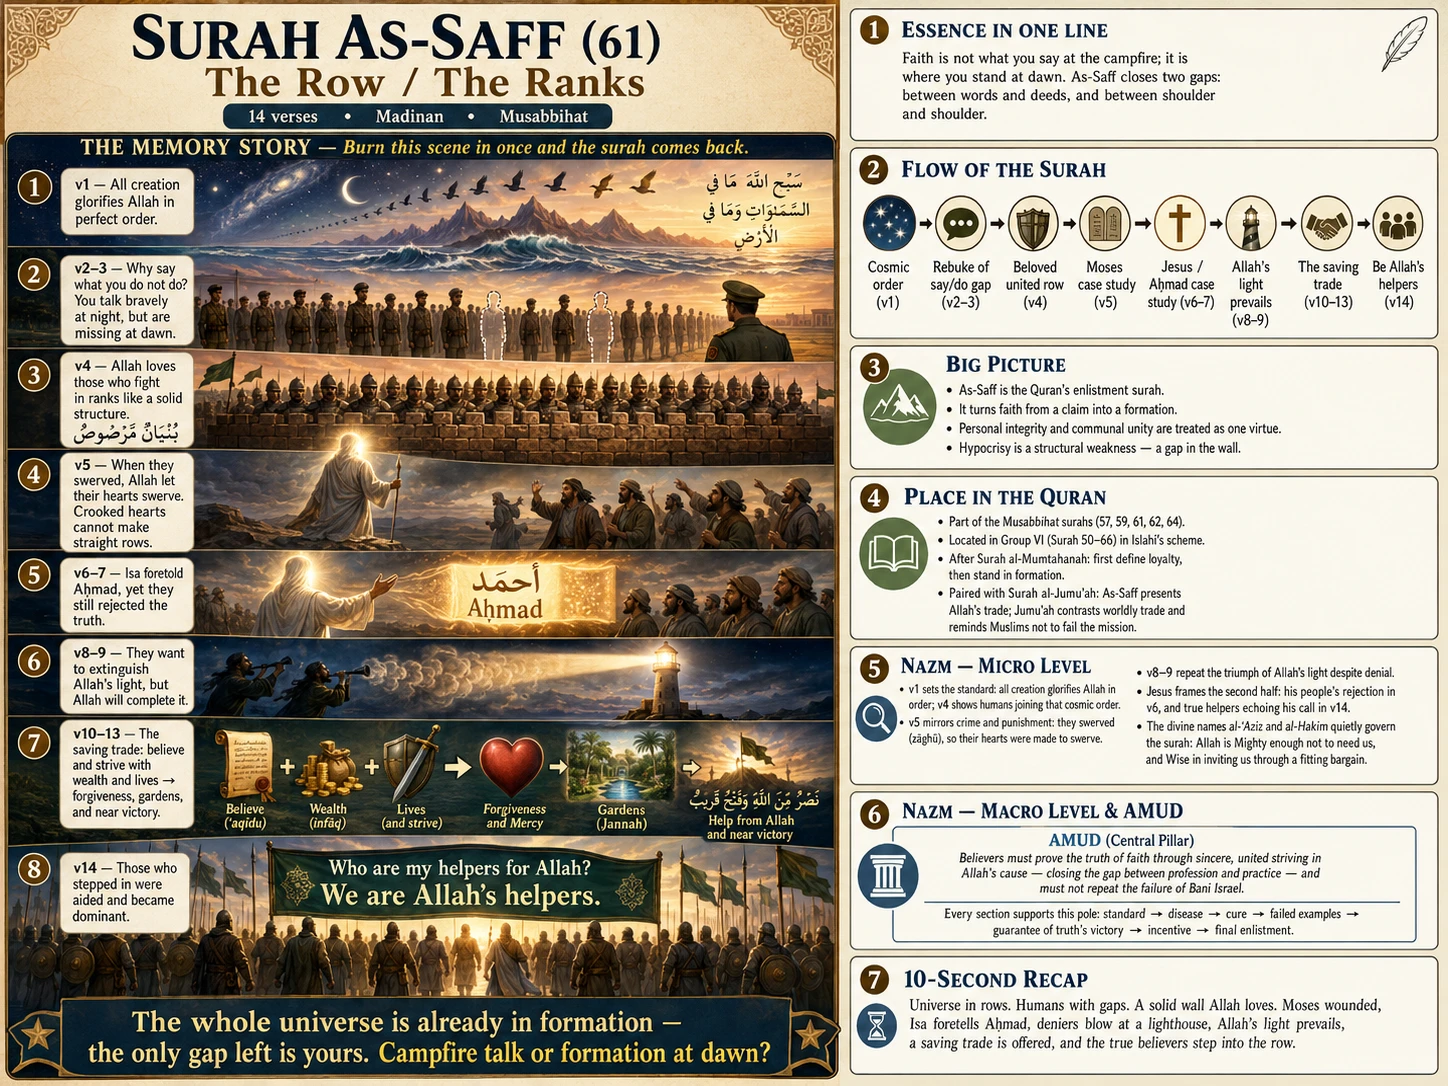 SURAH AS-SAFF (61)
The Row / The Ranks
14 verses • Madinan • Musabbihat
THE MEMORY STORY — Burn this scene in once and the surah comes back.
1
v1 — All creation
glorifies Allah in
perfect order.
سَبَّحَ اللَّهَ مَا فِي
السَّمَاوَاتِ وَمَا فِي
الْأَرْضِ
2
v2–3 — Why say
what you do not do?
You talk bravely
at night, but are
missing at dawn.
3
v4 — Allah loves
those who fight
in ranks like a solid
structure.
بُنْيَانٌ مَّرْصُوصٌ
4
v5 — When they
swerved, Allah let
their hearts swerve.
Crooked hearts
cannot make
straight rows.
5
v6–7 — Isa foretold
Aḥmad, yet they
still rejected the
truth.
أحمَد
Aḥmad
6
v8–9 — They want
to extinguish
Allah's light, but
Allah will complete it.
7
v10–13 — The
saving trade: believe
and strive with
wealth and lives →
forgiveness, gardens,
and near victory.
Believe
('aqidu)
Wealth
(infāq)
Lives
(and strive)
Forgiveness
and Mercy
Gardens
(Jannah)
نَصْرٌ مِّنَ اللَّهِ وَفَتْحٌ قَرِيبٌ
Help from Allah
and near victory
8
v14 — Those who
stepped in were
aided and became
dominant.
Who are my helpers for Allah?
We are Allah's helpers.
The whole universe is already in formation —
the only gap left is yours. Campfire talk or formation at dawn?
1 ESSENCE IN ONE LINE
Faith is not what you say at the campfire; it is
where you stand at dawn. As-Saff closes two gaps:
between words and deeds, and between shoulder
and shoulder.
2 FLOW OF THE SURAH
Cosmic
order
(v1)
Rebuke of
say/do gap
(v2–3)
Beloved
united row
(v4)
Moses
case study
(v5)
Jesus /
Aḥmad case
study (v6–7)
Allah's
light
prevails
(v8–9)
The saving
trade
(v10–13)
Be Allah's
helpers
(v14)
3 BIG PICTURE
• As-Saff is the Quran's enlistment surah.
• It turns faith from a claim into a formation.
• Personal integrity and communal unity are treated as one virtue.
• Hypocrisy is a structural weakness — a gap in the wall.
4 PLACE IN THE QURAN
• Part of the Musabbihat surahs (57, 59, 61, 62, 64).
• Located in Group VI (Surah 50–66) in Islahi's scheme.
• After Surah al-Mumtahanah: first define loyalty,
then stand in formation.
• Paired with Surah al-Jumu'ah: As-Saff presents
Allah's trade; Jumu'ah contrasts worldly trade and
reminds Muslims not to fail the mission.
5 NAZM — MICRO LEVEL
• v1 sets the standard: all creation glorifies Allah in
order; v4 shows humans joining that cosmic order.
• v5 mirrors crime and punishment: they swerved
(zāghū), so their hearts were made to swerve.
• v8–9 repeat the triumph of Allah's light despite denial.
• Jesus frames the second half: his people's rejection in
v6, and true helpers echoing his call in v14.
• The divine names al-'Aziz and al-Hakim quietly govern
the surah: Allah is Mighty enough not to need us,
and Wise in inviting us through a fitting bargain.
6 NAZM — MACRO LEVEL & AMUD
AMUD (Central Pillar)
Believers must prove the truth of faith through sincere, united striving in
Allah's cause — closing the gap between profession and practice — and
must not repeat the failure of Bani Israel.
Every section supports this pole: standard → disease → cure → failed examples →
guarantee of truth's victory → incentive → final enlistment.
7 10-SECOND RECAP
Universe in rows. Humans with gaps. A solid wall Allah loves. Moses wounded,
Isa foretells Aḥmad, deniers blow at a lighthouse, Allah's light prevails,
a saving trade is offered, and the true believers step into the row.